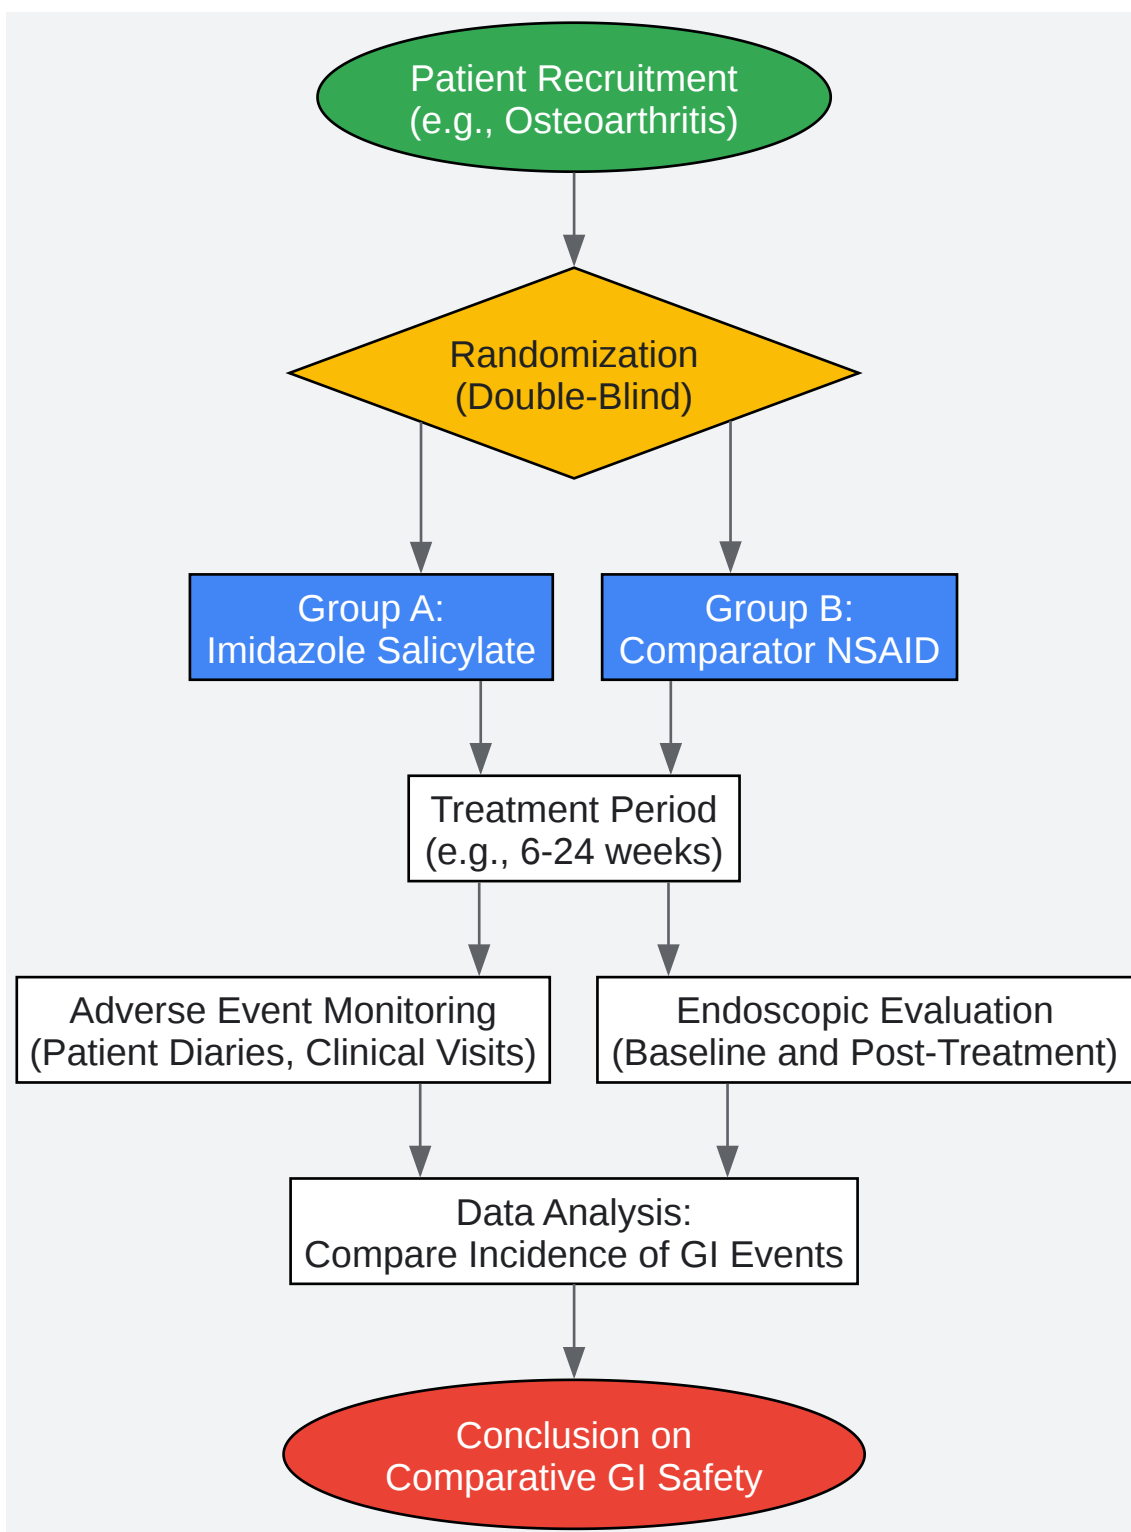 Patient Recruitment
(e.g., Osteoarthritis)
Randomization
(Double-Blind)
Group A:
Imidazole Salicylate
Group B:
Comparator NSAID
Treatment Period
(e.g., 6-24 weeks)
Adverse Event Monitoring
(Patient Diaries, Clinical Visits)
Endoscopic Evaluation
(Baseline and Post-Treatment)
Data Analysis:
Compare Incidence of GI Events
Conclusion on
Comparative GI Safety